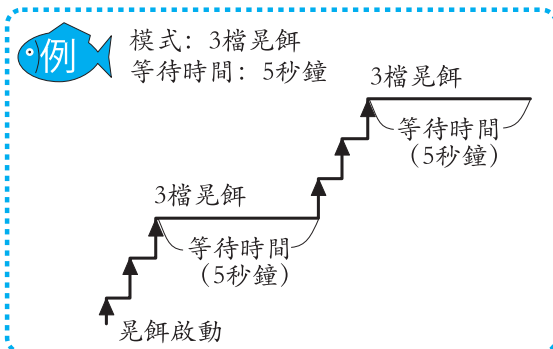 例
模式：3檔晃餌
等待時間：5秒鐘
3檔晃餌
等待時間
（5秒鐘）
3檔晃餌
等待時間
（5秒鐘）
晃餌啟動